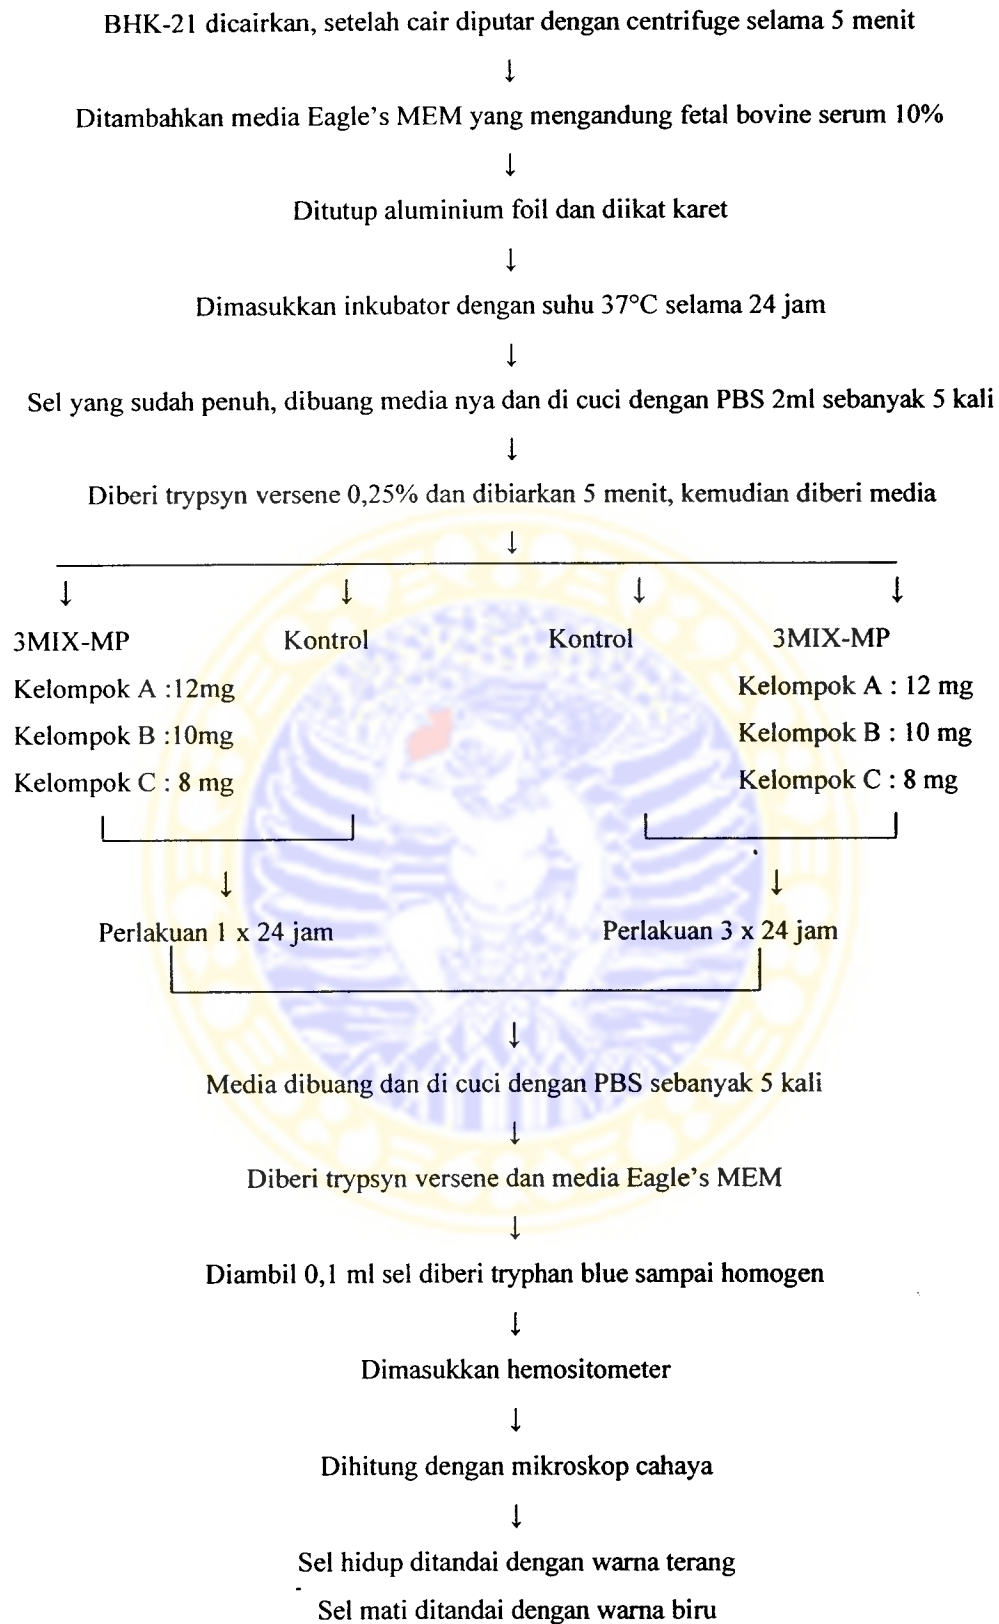 BHK-21 dicairkan, setelah cair diputar dengan centrifuge selama 5 menit
↓
Ditambahkan media Eagle's MEM yang mengandung fetal bovine serum 10%
↓
Ditutup aluminium foil dan diikat karet
↓
Dimasukkan inkubator dengan suhu 37°C selama 24 jam
↓
Sel yang sudah penuh, dibuang media nya dan di cuci dengan PBS 2ml sebanyak 5 kali
↓
Diberi trypsyn versene 0,25% dan dibiarkan 5 menit, kemudian diberi media
↓
↓ ↓ ↓ ↓
3MIX-MP Kontrol Kontrol 3MIX-MP
Kelompok A :12mg Kelompok A : 12 mg
Kelompok B :10mg Kelompok B : 10 mg
Kelompok C : 8 mg Kelompok C : 8 mg
↓ ↓
Perlakuan 1 x 24 jam Perlakuan 3 x 24 jam
↓
Media dibuang dan di cuci dengan PBS sebanyak 5 kali
↓
Diberi trypsyn versene dan media Eagle's MEM
↓
Diambil 0,1 ml sel diberi tryphan blue sampai homogen
↓
Dimasukkan hemositometer
↓
Dihitung dengan mikroskop cahaya
↓
Sel hidup ditandai dengan warna terang
Sel mati ditandai dengan warna biru